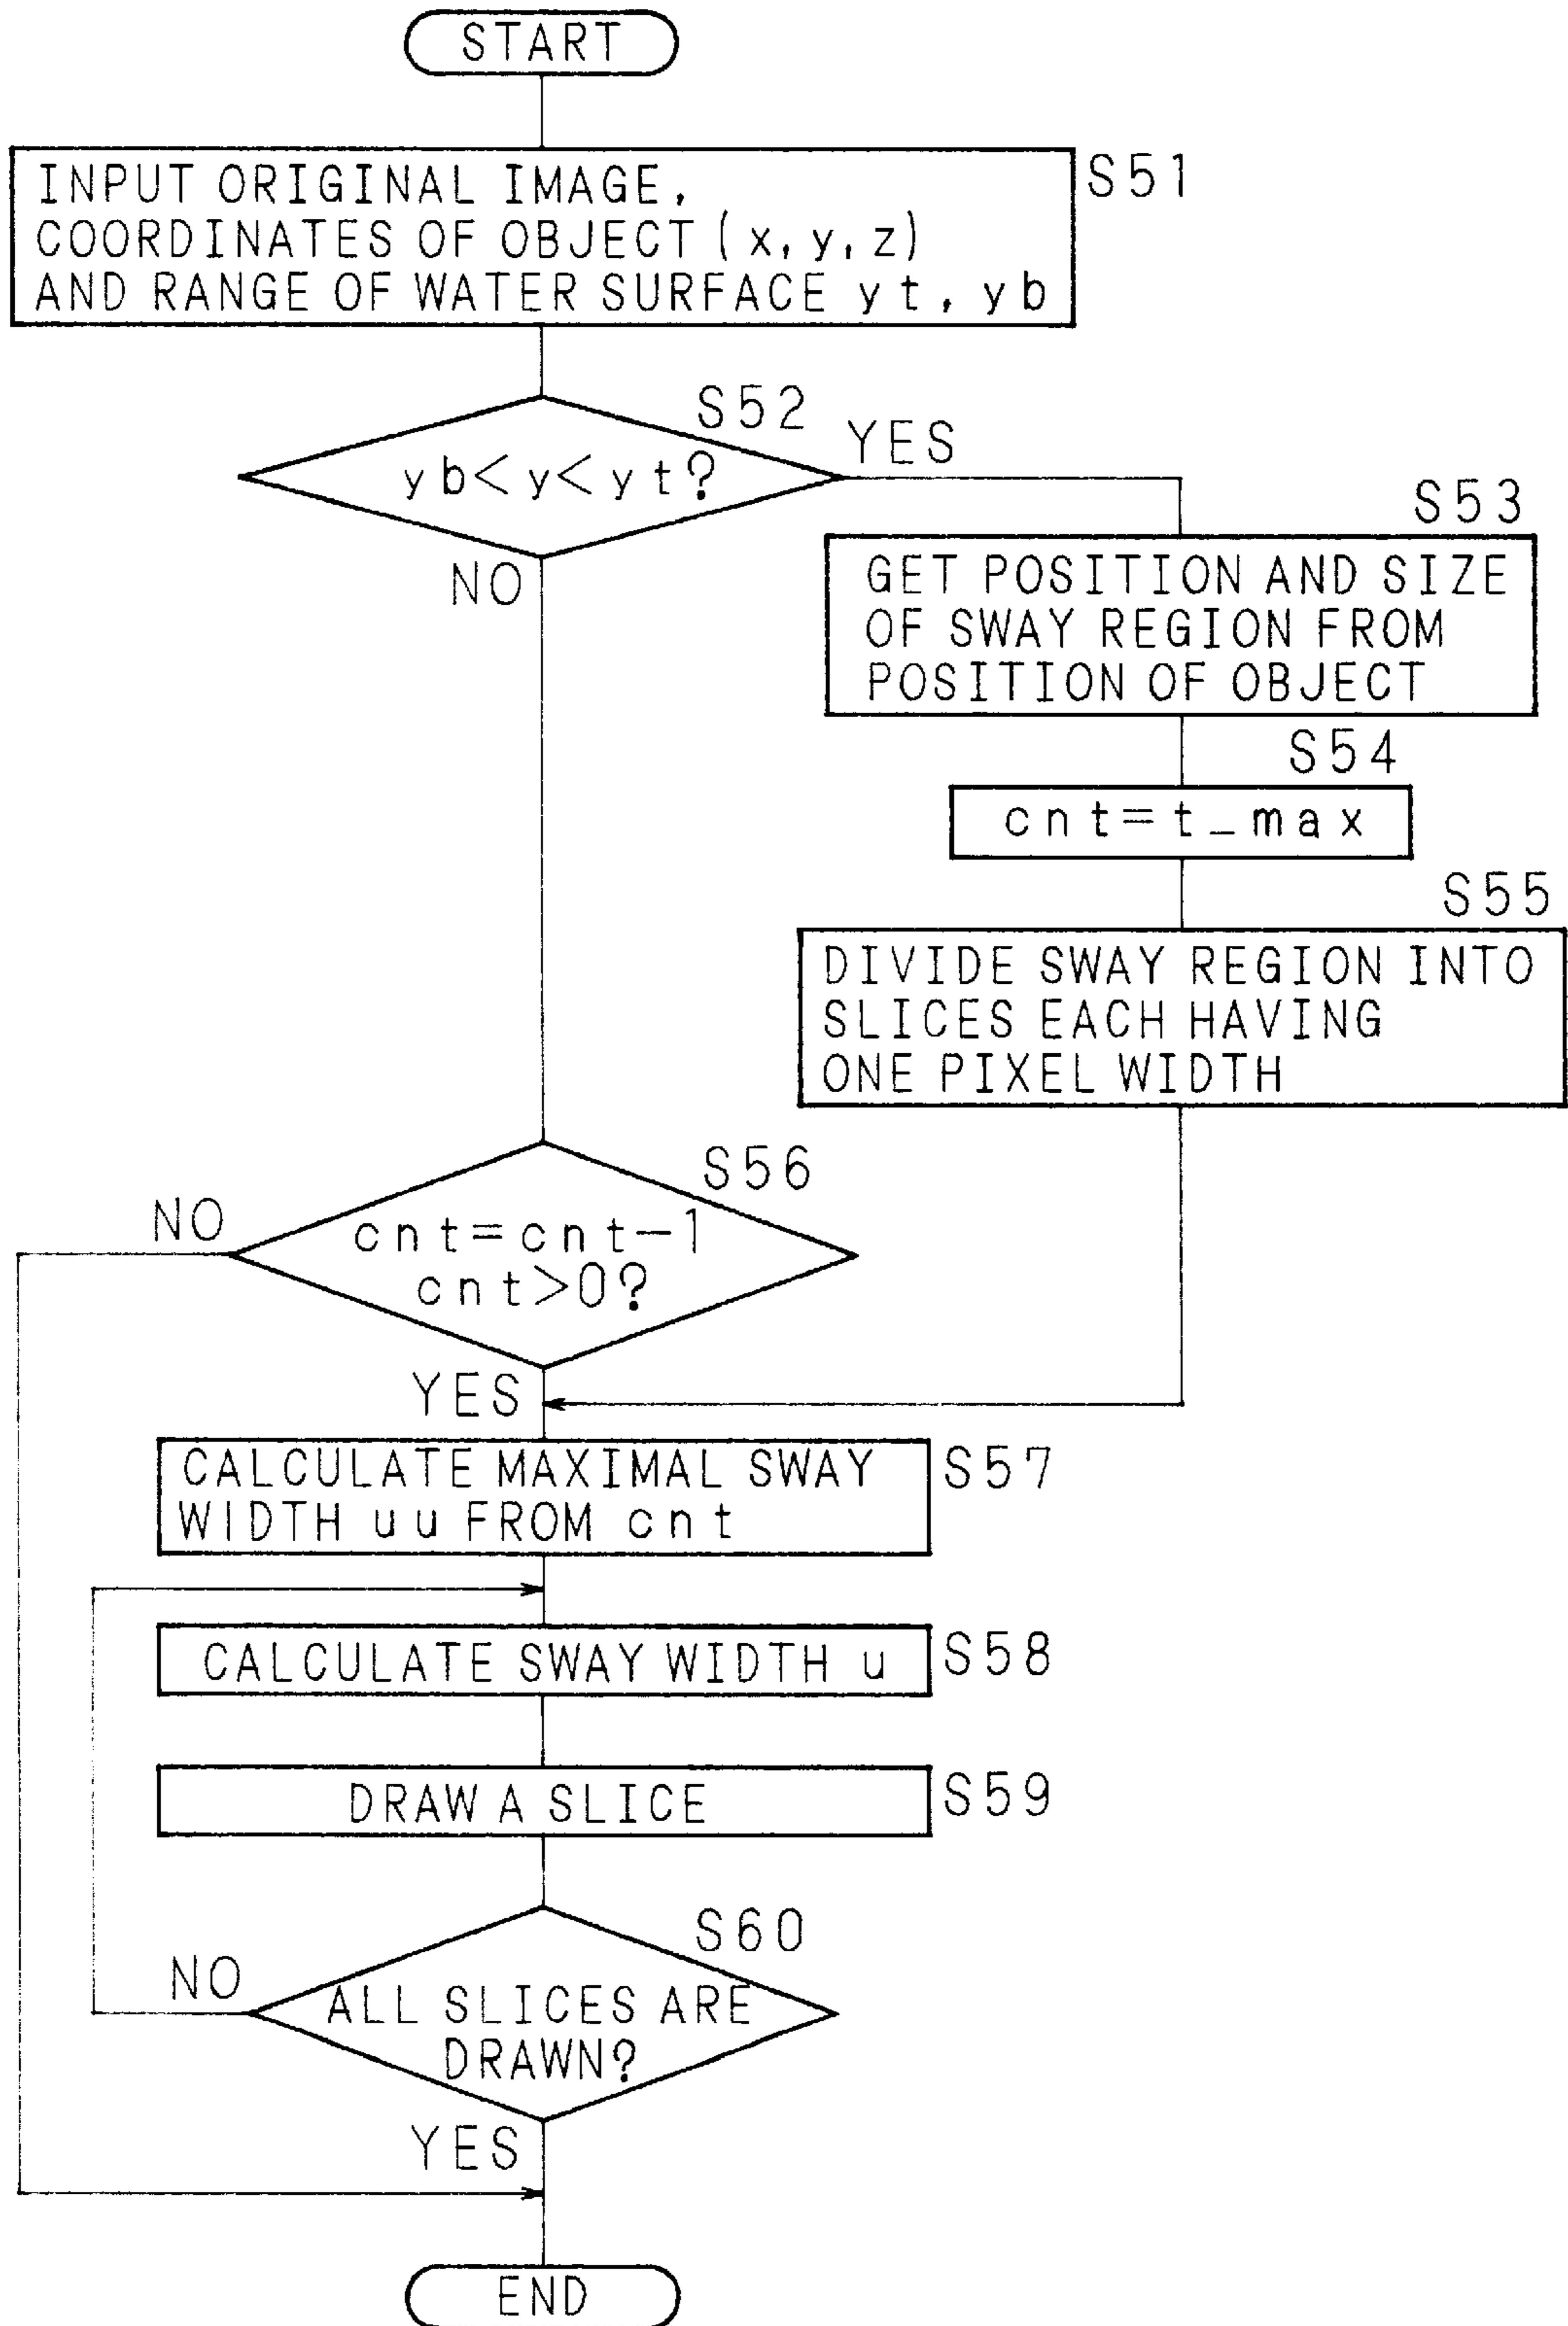 START
INPUT ORIGINAL IMAGE,
COORDINATES OF OBJECT (x, y, z)
AND RANGE OF WATER SURFACE yt, yb
S51
S52
yb<y<yt?
YES
NO
S53
GET POSITION AND SIZE
OF SWAY REGION FROM
POSITION OF OBJECT
S54
cnt=t_max
S55
DIVIDE SWAY REGION INTO
SLICES EACH HAVING
ONE PIXEL WIDTH
S56
NO
cnt=cnt-1
cnt>0?
YES
CALCULATE MAXIMAL SWAY
WIDTH uu FROM cnt
S57
CALCULATE SWAY WIDTH u
S58
DRAW A SLICE
S59
S60
NO
ALL SLICES ARE
DRAWN?
YES
END